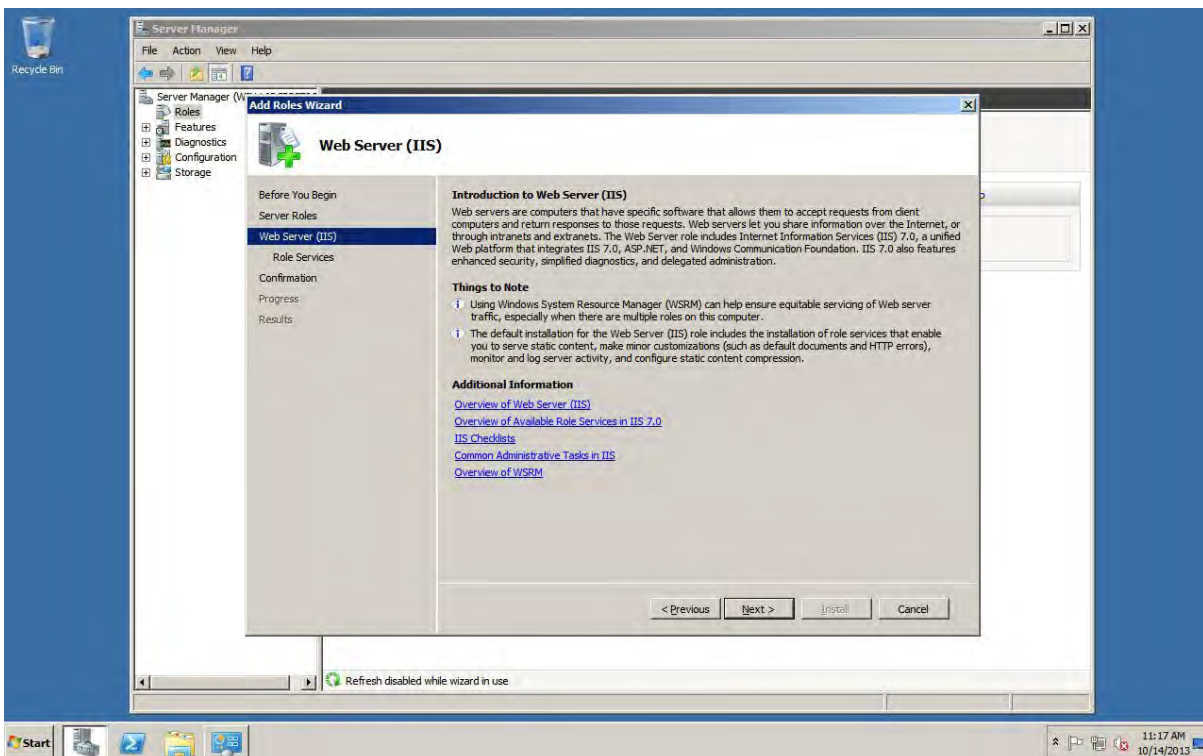 Recycle Bin
Server Manager
File Action View Help
Server Manager (W
Roles
Features
Diagnostics
Configuration
Storage
Add Roles Wizard
Web Server (IIS)
Before You Begin
Server Roles
Web Server (IIS)
Role Services
Confirmation
Progress
Results
Introduction to Web Server (IIS)
Web servers are computers that have specific software that allows them to accept requests from client
computers and return responses to those requests. Web servers let you share information over the Internet, or
through intranets and extranets. The Web Server role includes Internet Information Services (IIS) 7.0, a unified
Web platform that integrates IIS 7.0, ASP.NET, and Windows Communication Foundation. IIS 7.0 also features
enhanced security, simplified diagnostics, and delegated administration.
Things to Note
Using Windows System Resource Manager (WSRM) can help ensure equitable servicing of Web server
traffic, especially when there are multiple roles on this computer.
The default installation for the Web Server (IIS) role includes the installation of role services that enable
you to serve static content, make minor customizations (such as default documents and HTTP errors),
monitor and log server activity, and configure static content compression.
Additional Information
Overview of Web Server (IIS)
Overview of Available Role Services in IIS 7.0
IIS Checklists
Common Administrative Tasks in IIS
Overview of WSRM
< Previous Next > Install Cancel
Refresh disabled while wizard in use
Start
11:17 AM
10/14/2013